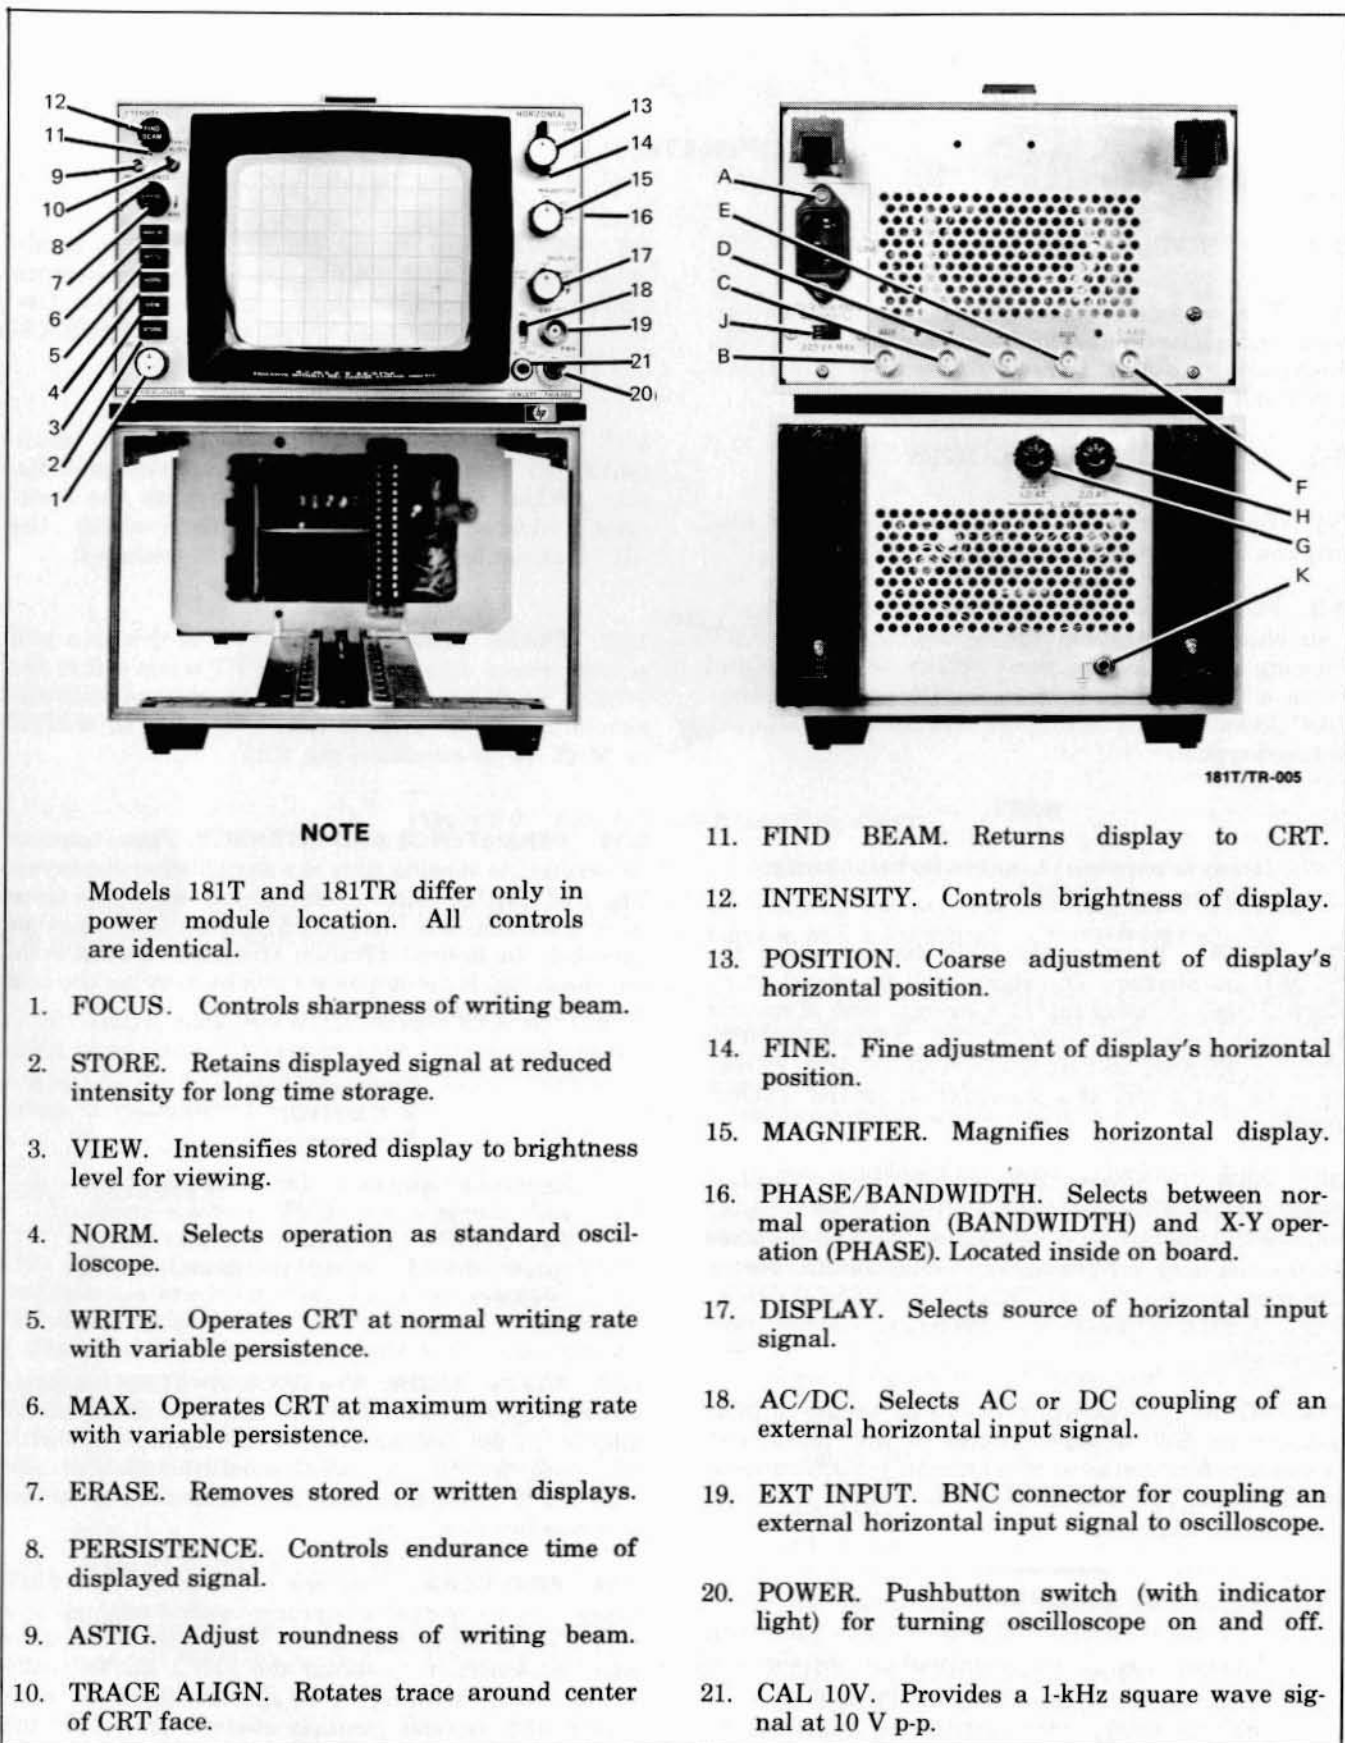 12
11
9
10
8
7
6
5
4
3
2
1
FIND
BEAM
HORIZONTAL
13
14
15
16
17
18
19
21
20
hp
A
E
D
C
J
B
F
H
G
K
181T/TR-005
NOTE
Models 181T and 181TR differ only in
power module location. All controls
are identical.
1. FOCUS. Controls sharpness of writing beam.
2. STORE. Retains displayed signal at reduced
intensity for long time storage.
3. VIEW. Intensifies stored display to brightness
level for viewing.
4. NORM. Selects operation as standard oscil-
loscope.
5. WRITE. Operates CRT at normal writing rate
with variable persistence.
6. MAX. Operates CRT at maximum writing rate
with variable persistence.
7. ERASE. Removes stored or written displays.
8. PERSISTENCE. Controls endurance time of
displayed signal.
9. ASTIG. Adjust roundness of writing beam.
10. TRACE ALIGN. Rotates trace around center
of CRT face.
11. FIND BEAM. Returns display to CRT.
12. INTENSITY. Controls brightness of display.
13. POSITION. Coarse adjustment of display's
horizontal position.
14. FINE. Fine adjustment of display's horizontal
position.
15. MAGNIFIER. Magnifies horizontal display.
16. PHASE/BANDWIDTH. Selects between nor-
mal operation (BANDWIDTH) and X-Y oper-
ation (PHASE). Located inside on board.
17. DISPLAY. Selects source of horizontal input
signal.
18. AC/DC. Selects AC or DC coupling of an
external horizontal input signal.
19. EXT INPUT. BNC connector for coupling an
external horizontal input signal to oscilloscope.
20. POWER. Pushbutton switch (with indicator
light) for turning oscilloscope on and off.
21. CAL 10V. Provides a 1-kHz square wave sig-
nal at 10 V p-p.